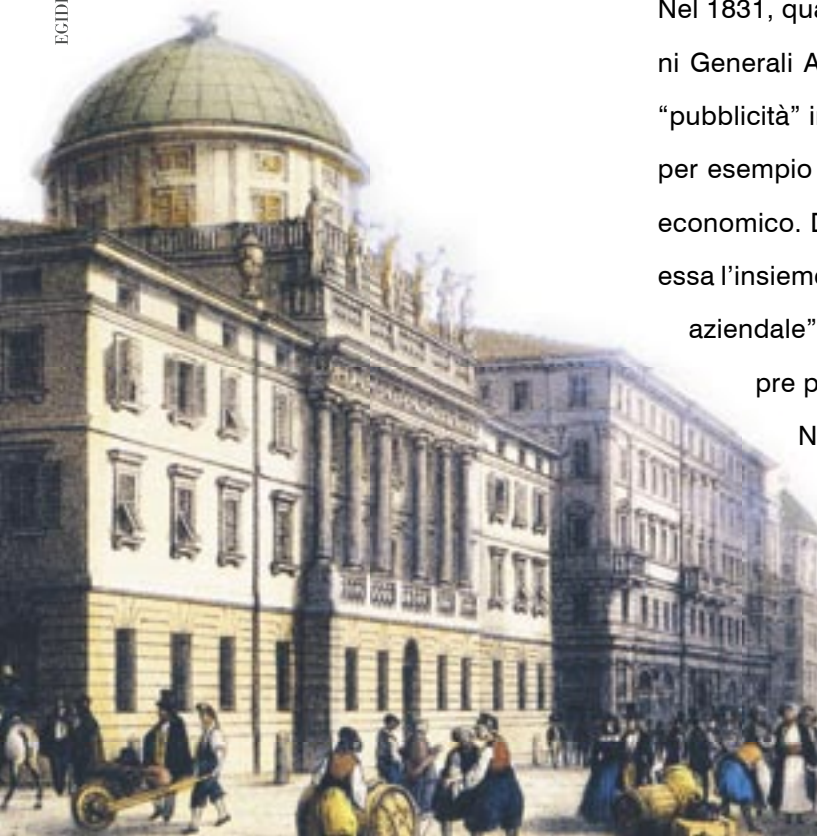 EGIDI
Nel 1831, qua
ni Generali A
“pubblicità” i
per esempio
economico. D
essa l’insieme
aziendale”
pre p
N